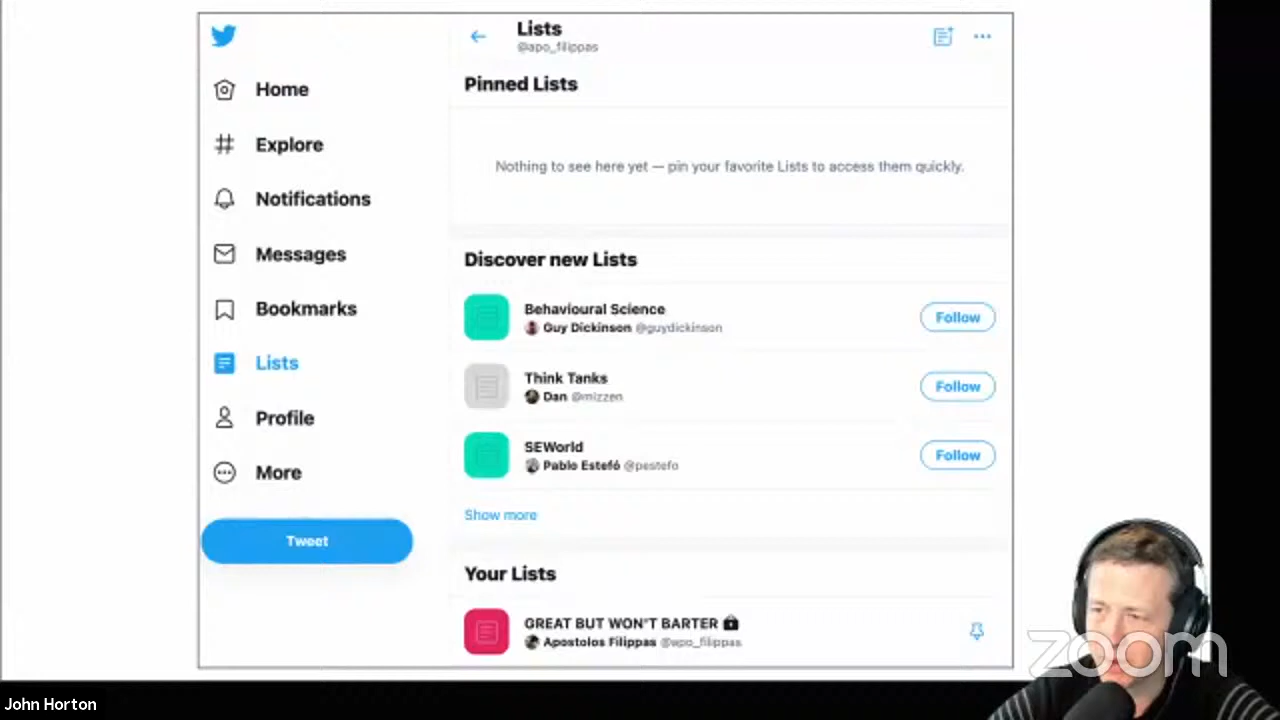 Lists
@apo_filippas
Home
Explore
Notifications
Messages
Bookmarks
Lists
Profile
More
Tweet
Pinned Lists
Nothing to see here yet — pin your favorite Lists to access them quickly.
Discover new Lists
Behavioural Science
Guy Dickinson @guydickinson
Follow
Think Tanks
Dan @mizzen
Follow
SEWorld
Pablo Estefó @pestefo
Follow
Show more
Your Lists
GREAT BUT WON'T BARTER
Apostolos Filippas @apo_filippas
zoom
John Horton